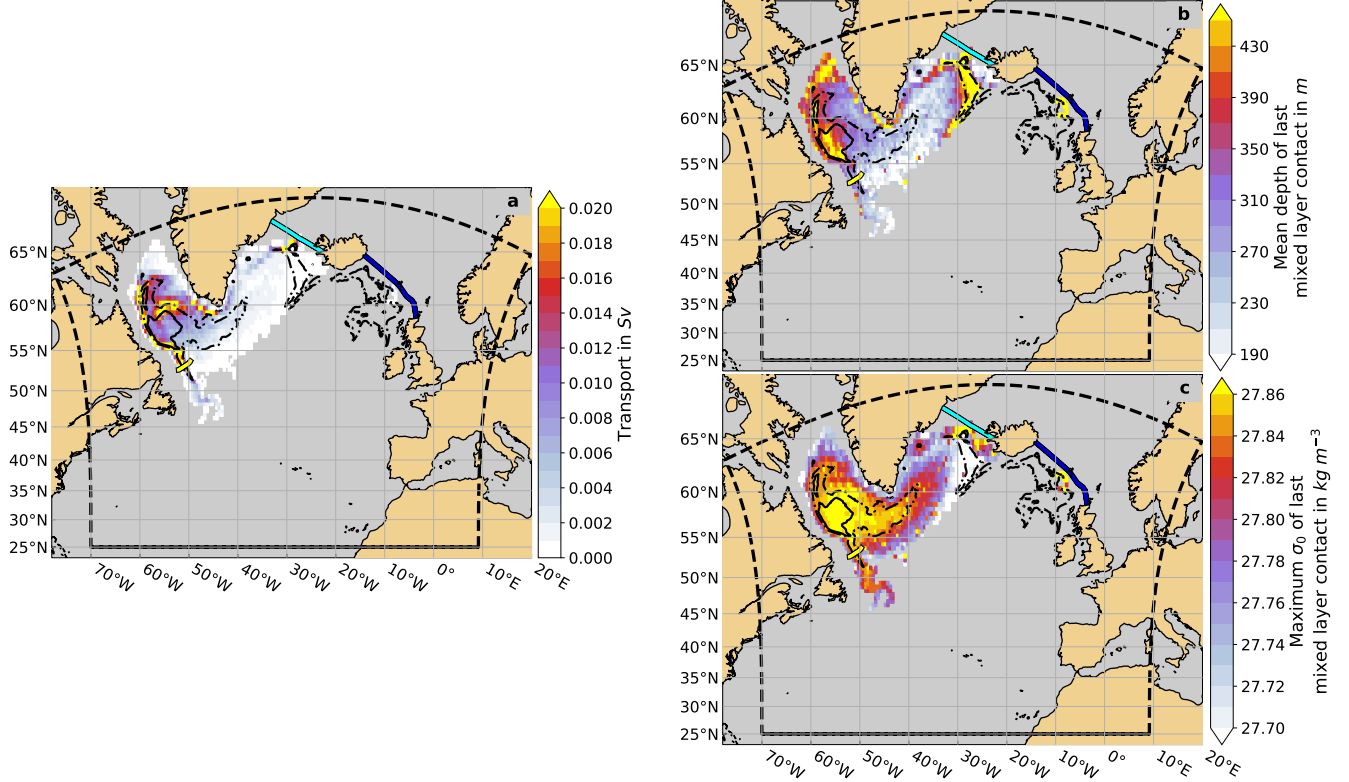 a
65°N
60°N
55°N
50°N
45°N
40°N
35°N
30°N
25°N
70°W
60°W
50°W
40°W
30°W
20°W
10°W
0°
10°E
20°E
0.020
0.018
0.016
0.014
0.012
0.010
0.008
0.006
0.004
0.002
0.000
Transport in Sv
b
65°N
60°N
55°N
50°N
45°N
40°N
35°N
30°N
25°N
430
390
350
310
270
230
190
Mean depth of last
mixed layer contact in m
c
65°N
60°N
55°N
50°N
45°N
40°N
35°N
30°N
25°N
70°W
60°W
50°W
40°W
30°W
20°W
10°W
0°
10°E
20°E
27.86
27.84
27.82
27.80
27.78
27.76
27.74
27.72
27.70
Maximum σ₀ of last
mixed layer contact in kg m⁻³